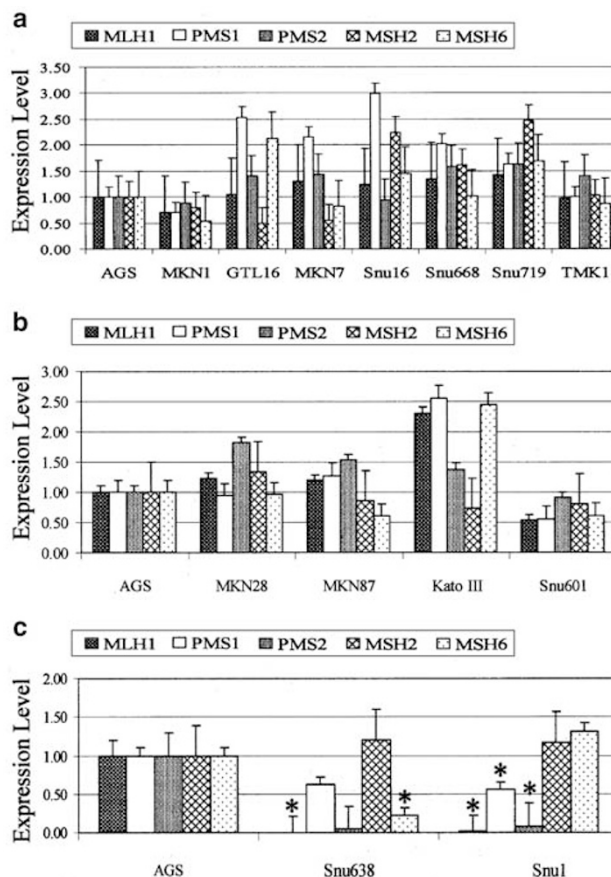 a
MLH1 PMS1 PMS2 MSH2 MSH6
Expression Level
3.50
3.00
2.50
2.00
1.50
1.00
0.50
0.00
AGS MKN1 GTL16 MKN7 Snu16 Snu668 Snu719 TMK1
b
MLH1 PMS1 PMS2 MSH2 MSH6
Expression Level
3.00
2.50
2.00
1.50
1.00
0.50
0.00
AGS MKN28 MKN87 Kato III Snu601
c
MLH1 PMS1 PMS2 MSH2 MSH6
Expression Level
2.00
1.50
1.00
0.50
0.00
* * * * *
AGS Snu638 Snu1